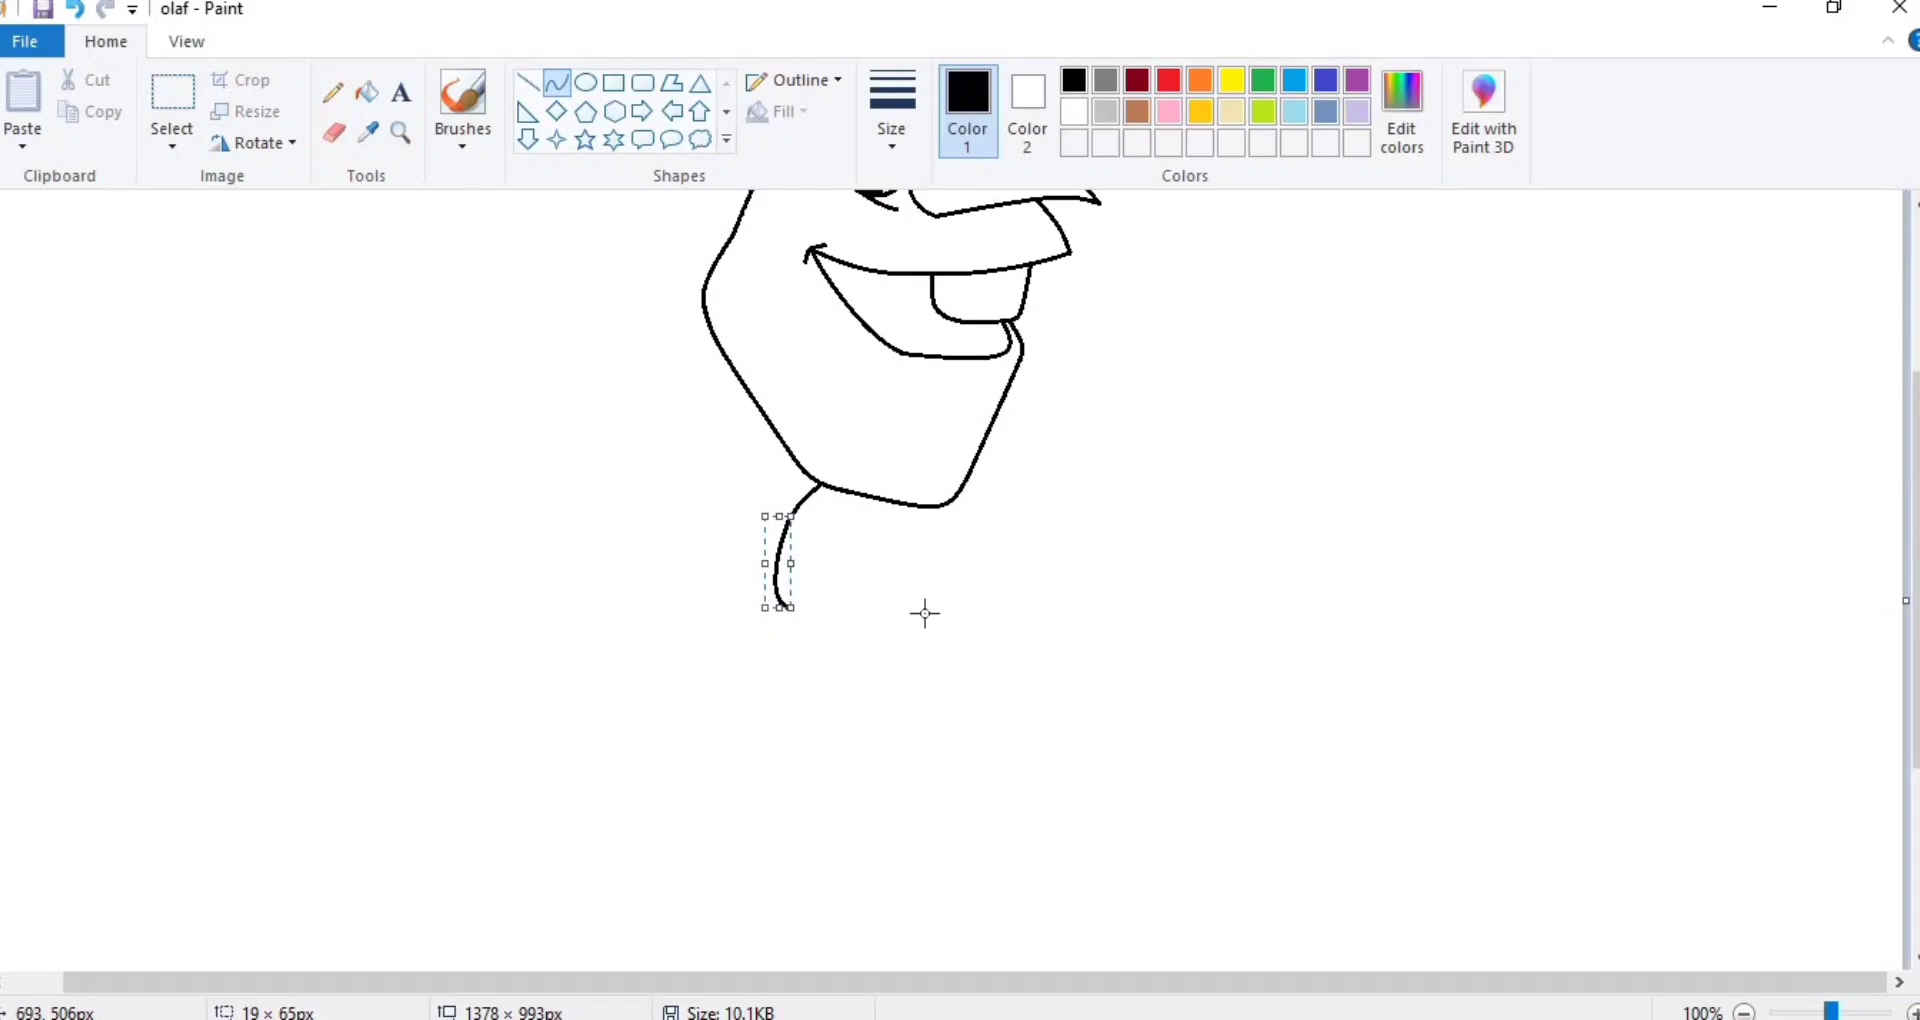 olaf - Paint
File Home View
Paste
Cut
Copy
Clipboard
Select
Crop
Resize
Rotate
Image
A
Tools
Brushes
Shapes
Outline
Fill
Size
Color
1
Color
2
Colors
Edit
colors
Edit with
Paint 3D
693, 506px 19 × 65px 1378 × 993px Size: 10.1KB 100%